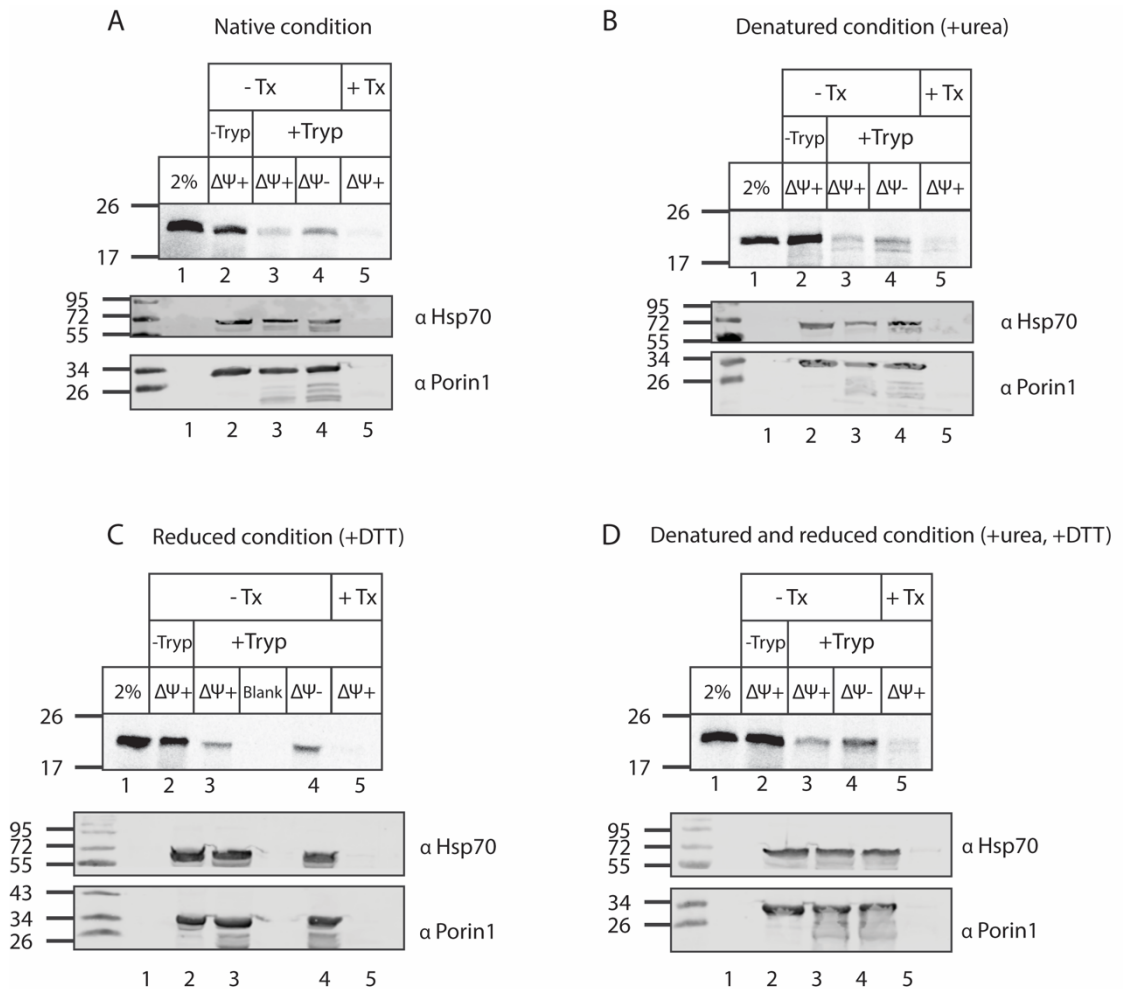 A Native condition
- Tx + Tx
-Tryp +Tryp
2% ΔΨ+ ΔΨ+ ΔΨ- ΔΨ+
26
17
1 2 3 4 5
95
72
55
α Hsp70
34
26
α Porin1
1 2 3 4 5
B Denatured condition (+urea)
- Tx + Tx
-Tryp +Tryp
2% ΔΨ+ ΔΨ+ ΔΨ- ΔΨ+
26
17
1 2 3 4 5
95
72
55
α Hsp70
34
26
α Porin1
1 2 3 4 5
C Reduced condition (+DTT)
- Tx + Tx
-Tryp +Tryp
2% ΔΨ+ ΔΨ+ Blank ΔΨ- ΔΨ+
26
17
1 2 3 4 5
95
72
55
α Hsp70
43
34
26
α Porin1
1 2 3 4 5
D Denatured and reduced condition (+urea, +DTT)
- Tx + Tx
-Tryp +Tryp
2% ΔΨ+ ΔΨ+ ΔΨ- ΔΨ+
26
17
1 2 3 4 5
95
72
55
α Hsp70
34
26
α Porin1
1 2 3 4 5